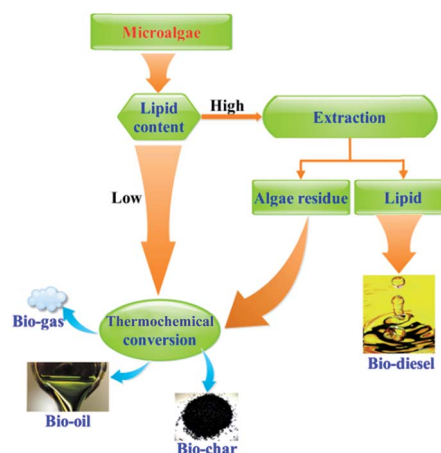 Microalgae
Lipid
content
High
Extraction
Low
Algae residue
Lipid
Bio-gas
Thermochemical
conversion
Bio-diesel
Bio-oil
Bio-char